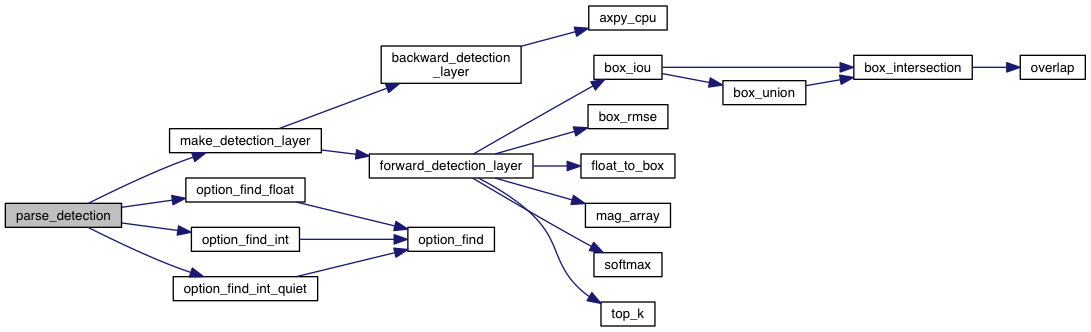 parse_detection
make_detection_layer
option_find_float
option_find_int
option_find_int_quiet
backward_detection
_layer
forward_detection_layer
option_find
axpy_cpu
box_iou
box_rmse
float_to_box
mag_array
softmax
top_k
box_union
box_intersection
overlap